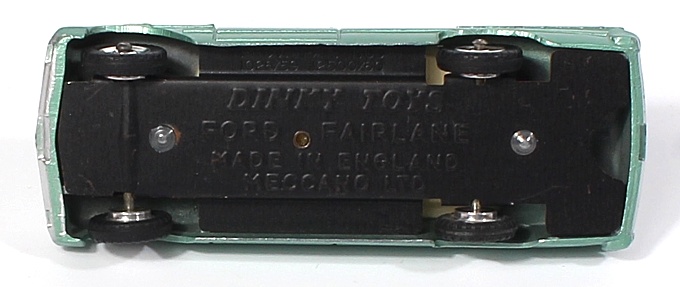 DINKY TOYS
FORD FAIRLANE
MADE IN ENGLAND
MECCANO LTD